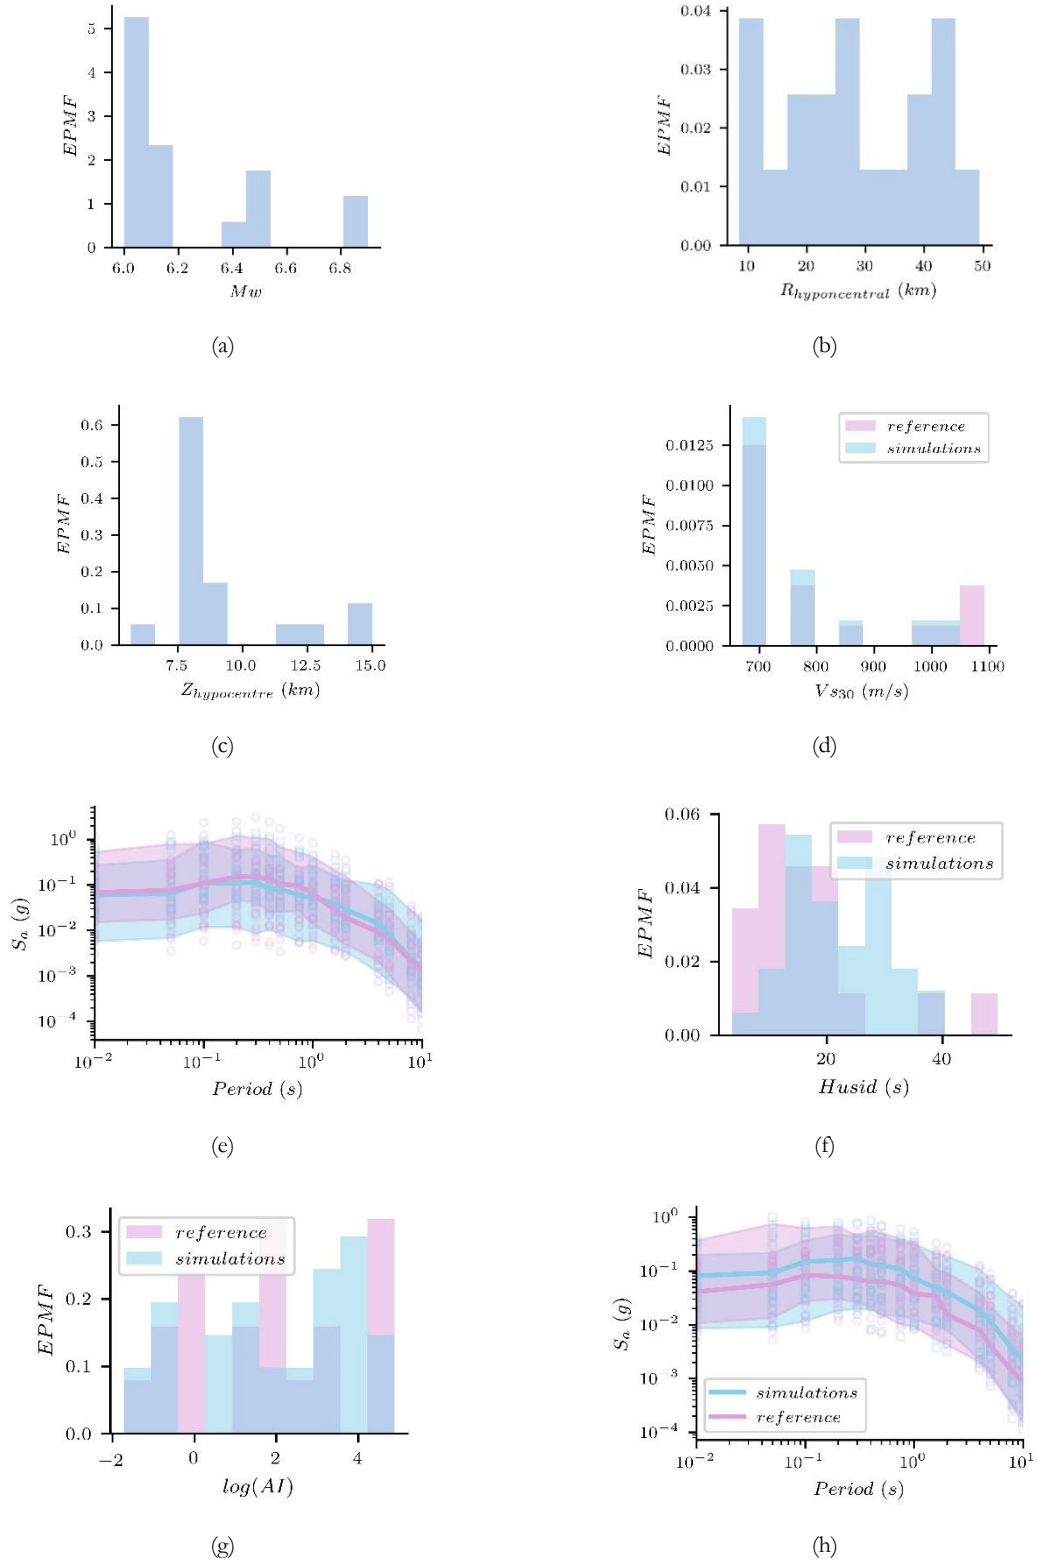 EPMF
5
4
3
2
1
0
6.0 6.2 6.4 6.6 6.8
Mw
(a)
EPMF
0.04
0.03
0.02
0.01
0.00
10 20 30 40 50
R_hyponcentral (km)
(b)
EPMF
0.6
0.5
0.4
0.3
0.2
0.1
0.0
7.5 10.0 12.5 15.0
Z_hypocentre (km)
(c)
reference
simulations
EPMF
0.0125
0.0100
0.0075
0.0050
0.0025
0.0000
700 800 900 1000 1100
Vs_30 (m/s)
(d)
S_a (g)
10^0
10^−1
10^−2
10^−3
10^−4
10^−2 10^−1 10^0 10^1
Period (s)
(e)
reference
simulations
EPMF
0.06
0.04
0.02
0.00
20 40
Husid (s)
(f)
reference
simulations
EPMF
0.3
0.2
0.1
0.0
−2 0 2 4
log(AI)
(g)
S_a (g)
10^0
10^−1
10^−2
10^−3
10^−4
simulations
reference
10^−2 10^−1 10^0 10^1
Period (s)
(h)